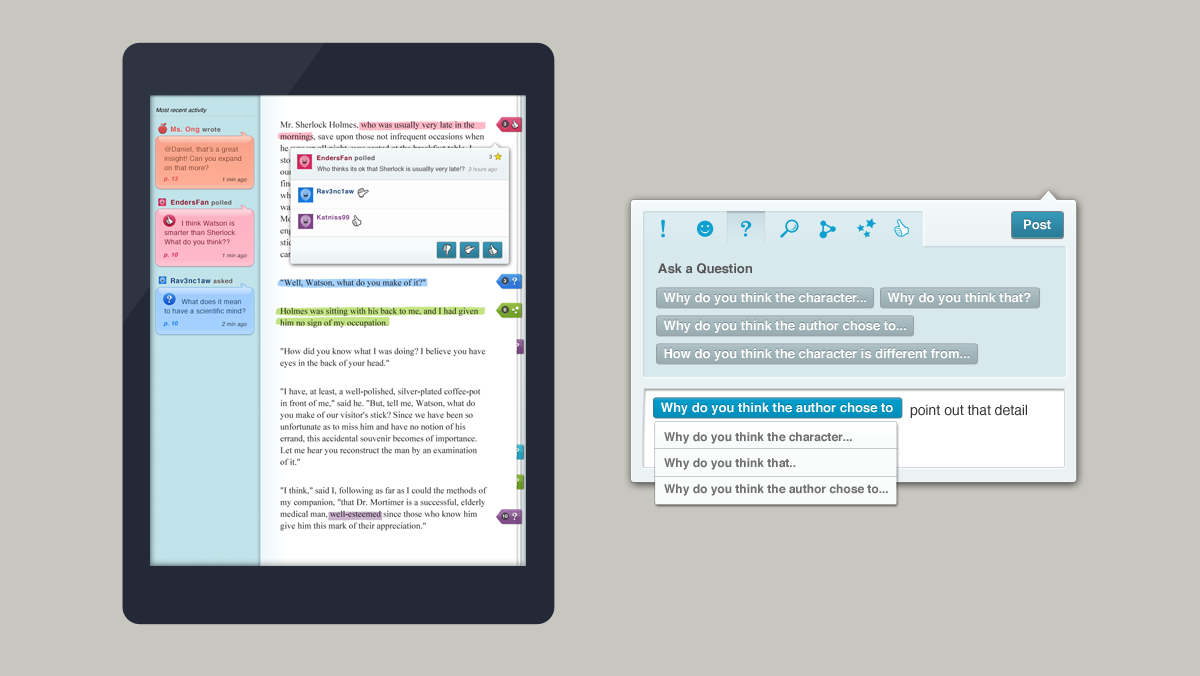 Most recent activity
Ms. Ong wrote
@Daniel, that's a great
insight! Can you expand
on that more?
p. 13 1 min ago
EndersFan polled
I think Watson is
smarter than Sherlock.
What do you think??
p. 10 1 min ago
Rav3nc1aw asked
What does it mean
to have a scientific mind?
p. 10 2 min ago
Mr. Sherlock Holmes, who was usually very late in the
mornings, save upon those not infrequent occasions when
he
EndersFan polled 3
Who thinks its ok that Sherlock is usuallly very late!? 3 hours ago
Rav3nc1aw
Katniss99
"Well, Watson, what do you make of it?"
Holmes was sitting with his back to me, and I had given
him no sign of my occupation.
"How did you know what I was doing? I believe you have
eyes in the back of your head."
"I have, at least, a well-polished, silver-plated coffee-pot
in front of me," said he. "But, tell me, Watson, what do
you make of our visitor's stick? Since we have been so
unfortunate as to miss him and have no notion of his
errand, this accidental souvenir becomes of importance.
Let me hear you reconstruct the man by an examination
of it."
"I think," said I, following as far as I could the methods of
my companion, "that Dr. Mortimer is a successful, elderly
medical man, well-esteemed since those who know him
give him this mark of their appreciation."
! ? Post
Ask a Question
Why do you think the character... Why do you think that?
Why do you think the author chose to...
How do you think the character is different from...
Why do you think the author chose to point out that detail
Why do you think the character...
Why do you think that..
Why do you think the author chose to...